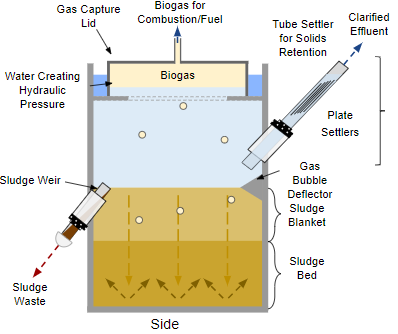 Gas Capture
Lid
Biogas for
Combustion/Fuel
Tube Settler
for Solids
Retention
Clarified
Effluent
Water Creating
Hydraulic
Pressure
Biogas
Plate
Settlers
Sludge Weir
Gas
Bubble
Deflector
Sludge
Blanket
Sludge
Bed
Sludge
Waste
Side